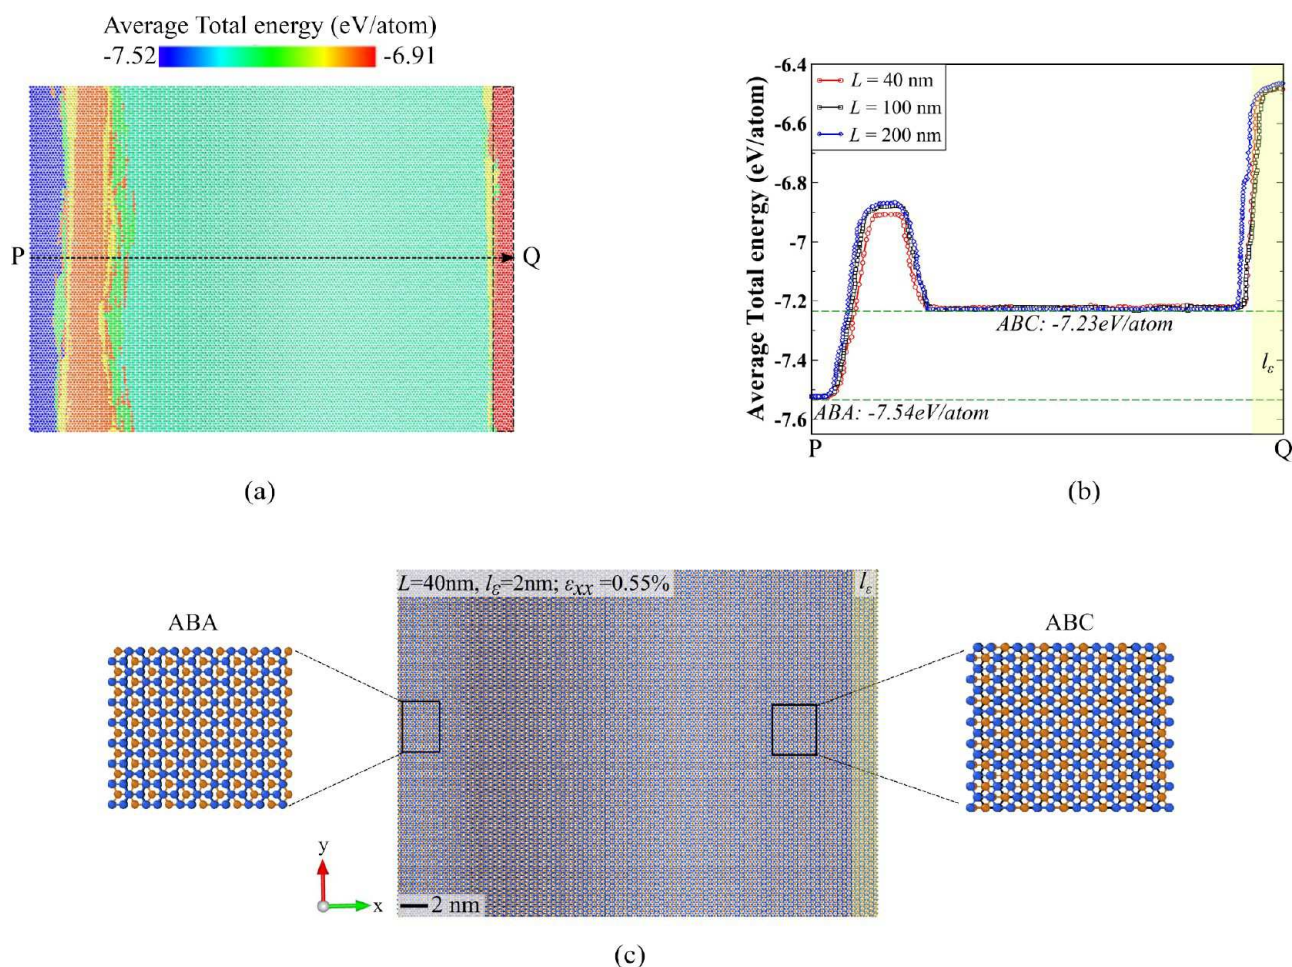 Average Total energy (eV/atom)
-7.52 -6.91
P Q
(a)
Average Total energy (eV/atom)
-6.4
-6.6
-6.8
-7
-7.2
-7.4
-7.6
L = 40 nm
L = 100 nm
L = 200 nm
ABC: -7.23eV/atom
ABA: -7.54eV/atom
lε
P Q
(b)
L=40nm, lε=2nm; εxx =0.55% lε
ABA
ABC
y
x
2 nm
(c)